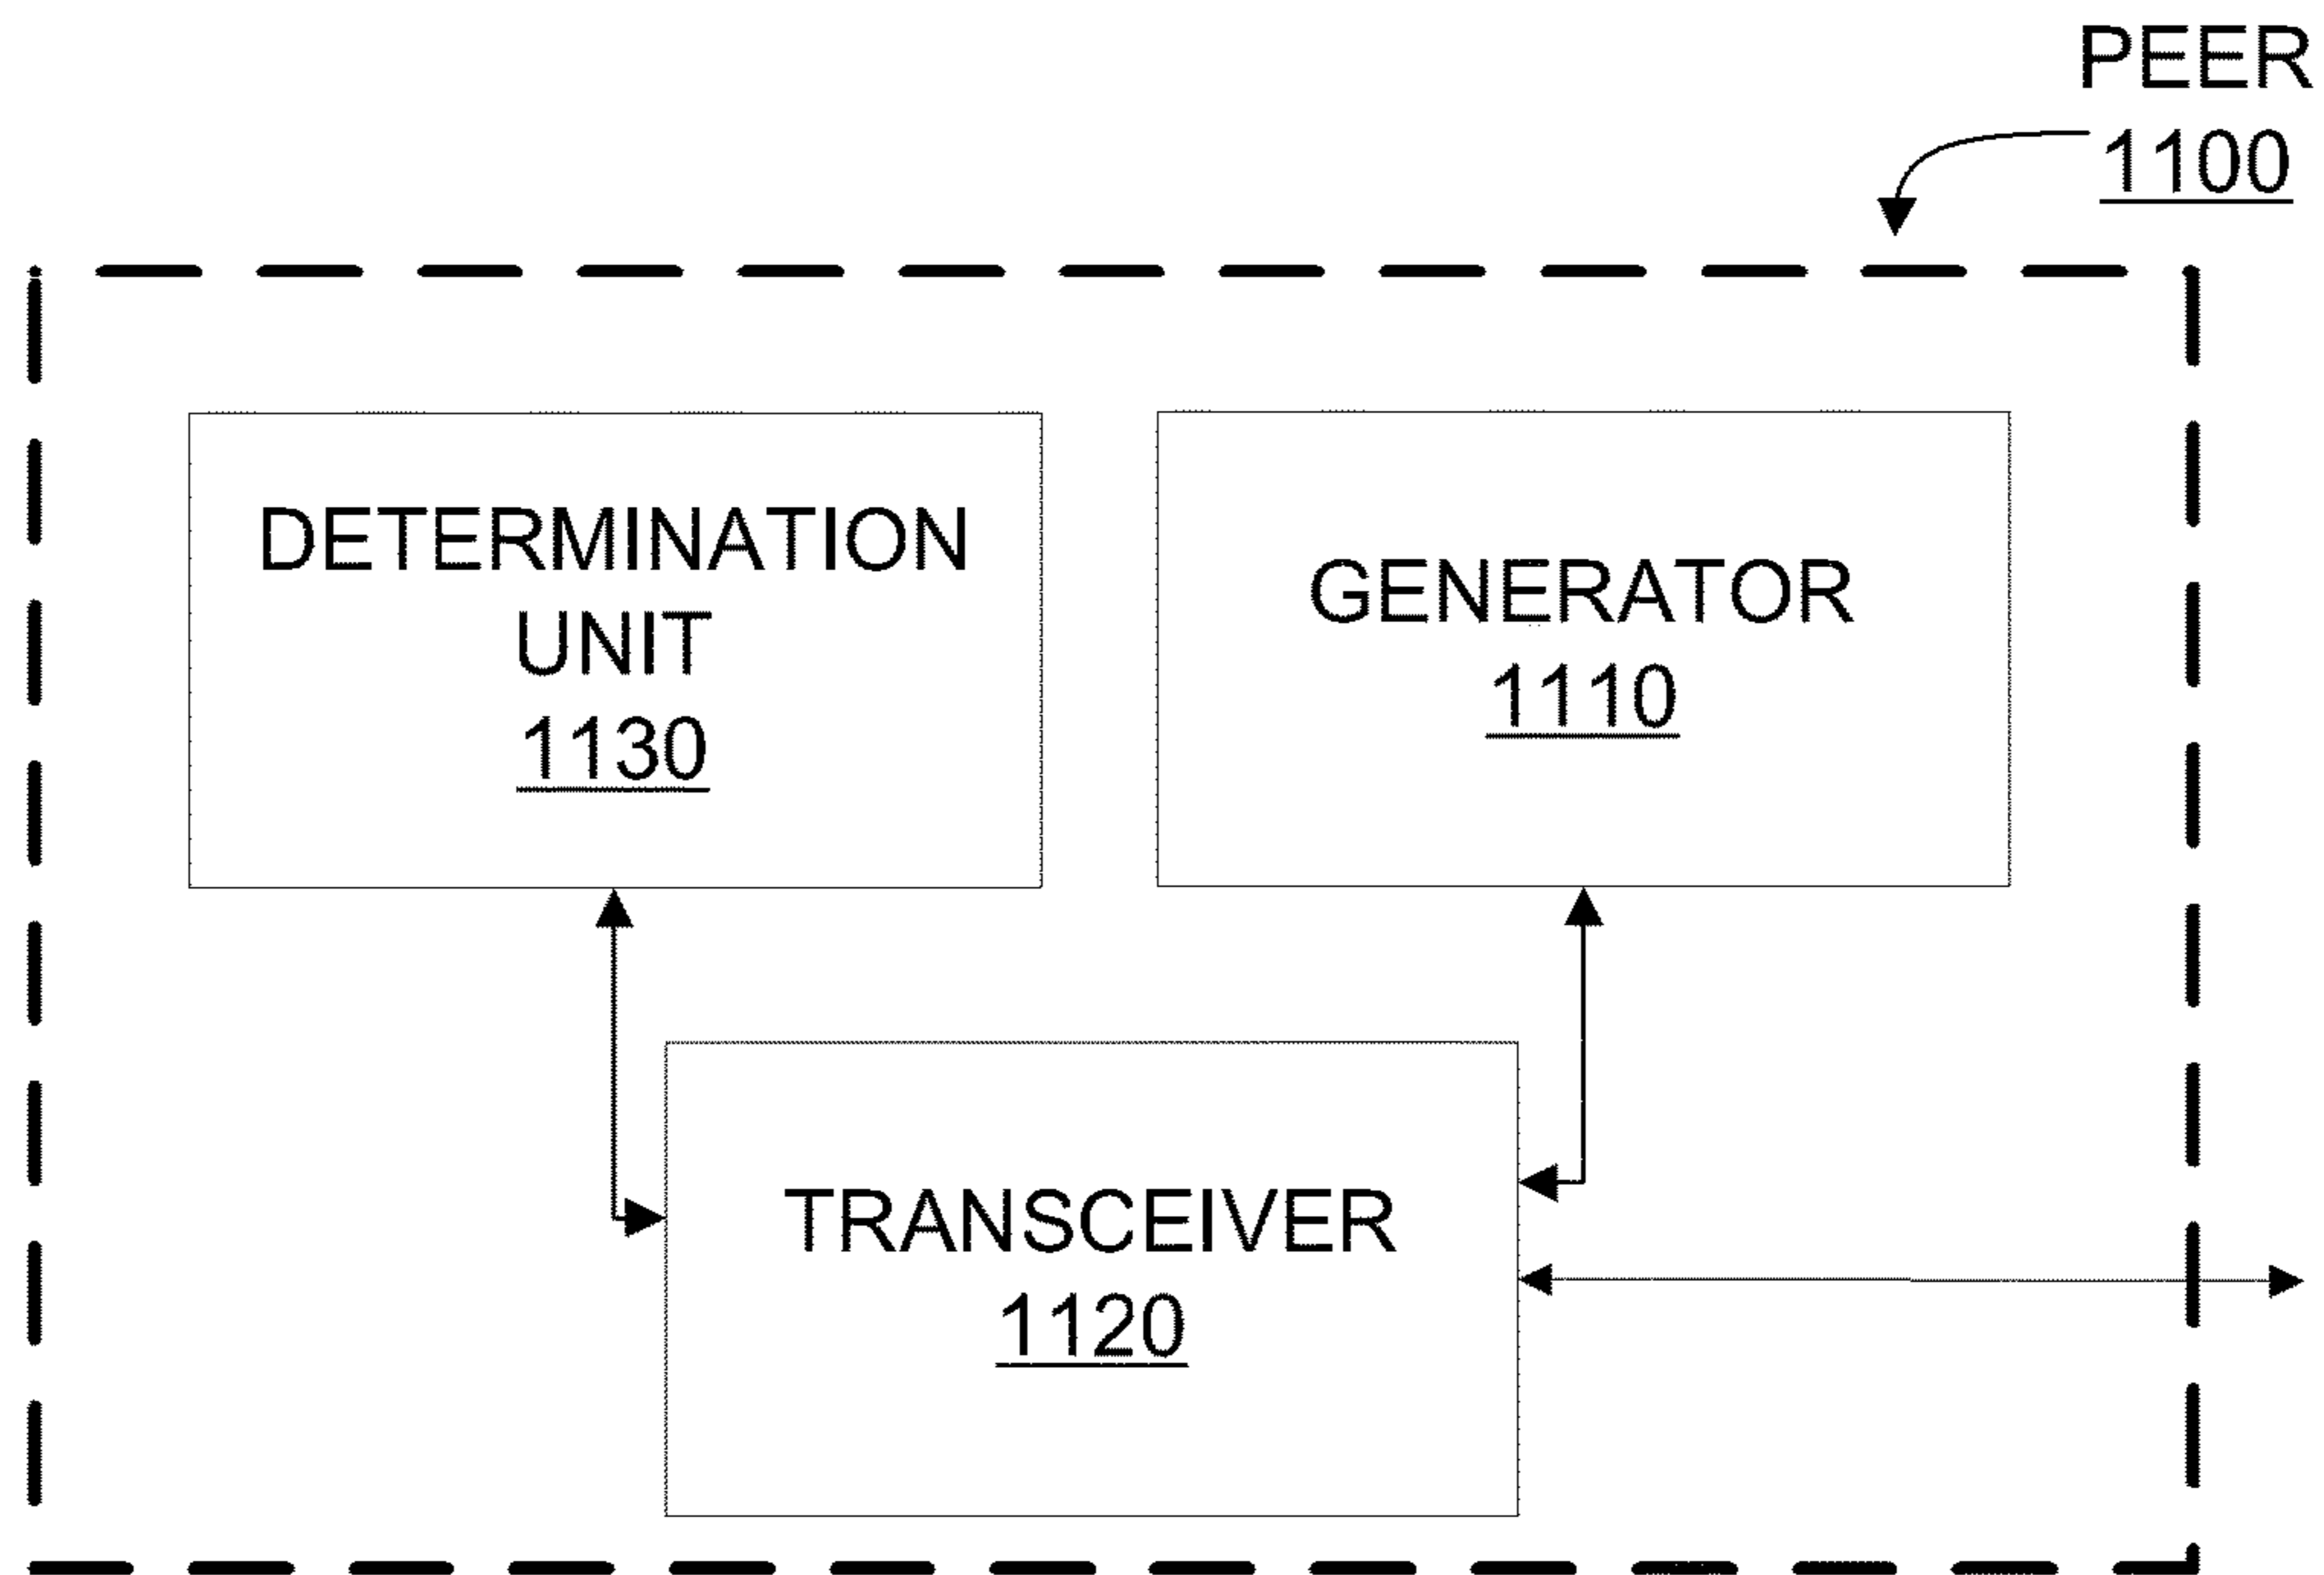 PEER
1100
DETERMINATION
UNIT
1130
GENERATOR
1110
TRANSCEIVER
1120